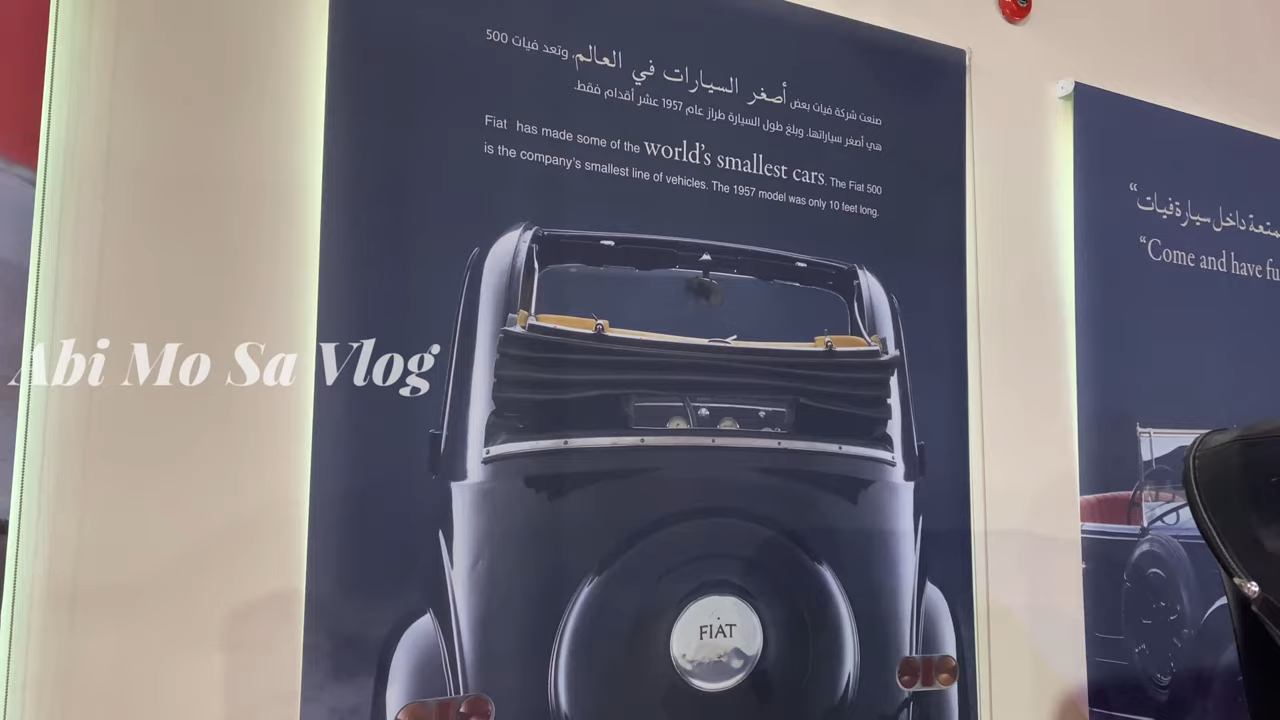 صنعت شركة فيات بعض أصغر السيارات في العالم، وتعد فيات 500
هي أصغر سياراتها. وبلغ طول السيارة طراز عام 1957 عشر أقدام فقط.
Fiat has made some of the world's smallest cars. The Fiat 500
is the company's smallest line of vehicles. The 1957 model was only 10 feet long.
داخل سيارة فيات“
“Come and have
Abi Mo Sa Vlog
FIAT